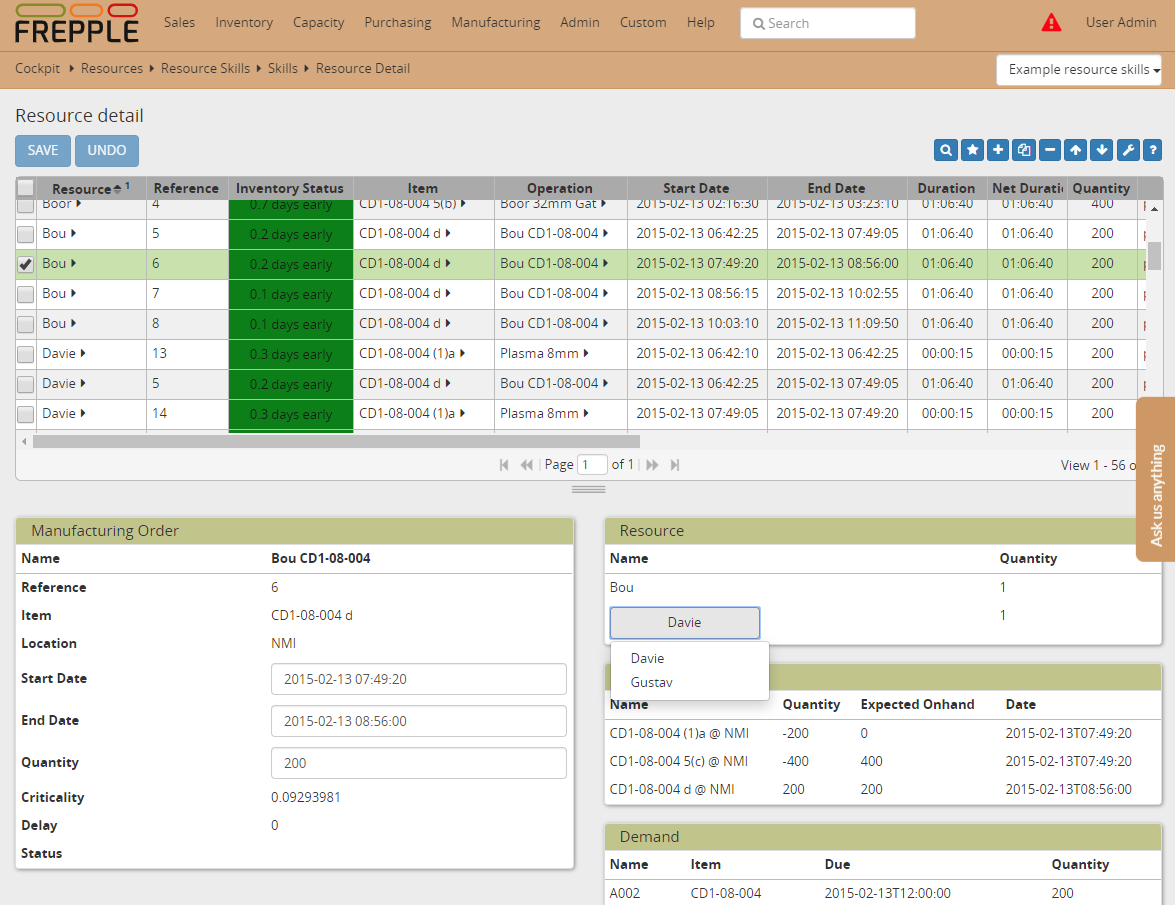 FREPPLE Sales Inventory Capacity Purchasing Manufacturing Admin Custom Help Search User Admin
Cockpit Resources Resource Skills Skills Resource Detail Example resource skills
Resource detail
SAVE UNDO
Resource 1 Reference Inventory Status Item Operation Start Date End Date Duration Net Durati Quantity
Boor 4 0.7 days early CD1-08-004 5(b) Boor 32mm Gat 2015-02-13 02:16:30 2015-02-13 03:23:10 01:06:40 01:06:40 400
Bou 5 0.2 days early CD1-08-004 d Bou CD1-08-004 2015-02-13 06:42:25 2015-02-13 07:49:05 01:06:40 01:06:40 200
Bou 6 0.2 days early CD1-08-004 d Bou CD1-08-004 2015-02-13 07:49:20 2015-02-13 08:56:00 01:06:40 01:06:40 200
Bou 7 0.1 days early CD1-08-004 d Bou CD1-08-004 2015-02-13 08:56:15 2015-02-13 10:02:55 01:06:40 01:06:40 200
Bou 8 0.1 days early CD1-08-004 d Bou CD1-08-004 2015-02-13 10:03:10 2015-02-13 11:09:50 01:06:40 01:06:40 200
Davie 13 0.3 days early CD1-08-004 (1)a Plasma 8mm 2015-02-13 06:42:10 2015-02-13 06:42:25 00:00:15 00:00:15 200
Davie 5 0.2 days early CD1-08-004 d Bou CD1-08-004 2015-02-13 06:42:25 2015-02-13 07:49:05 01:06:40 01:06:40 200
Davie 14 0.3 days early CD1-08-004 (1)a Plasma 8mm 2015-02-13 07:49:05 2015-02-13 07:49:20 00:00:15 00:00:15 200
Page 1 of 1 View 1 - 56 o
Ask us anything
Manufacturing Order
Name Bou CD1-08-004
Reference 6
Item CD1-08-004 d
Location NMI
Start Date 2015-02-13 07:49:20
End Date 2015-02-13 08:56:00
Quantity 200
Criticality 0.09293981
Delay 0
Status
Resource
Name Quantity
Bou 1
Davie 1
Davie
Gustav
Name Quantity Expected Onhand Date
CD1-08-004 (1)a @ NMI -200 0 2015-02-13T07:49:20
CD1-08-004 5(c) @ NMI -400 400 2015-02-13T07:49:20
CD1-08-004 d @ NMI 200 200 2015-02-13T08:56:00
Demand
Name Item Due Quantity
A002 CD1-08-004 2015-02-13T12:00:00 200